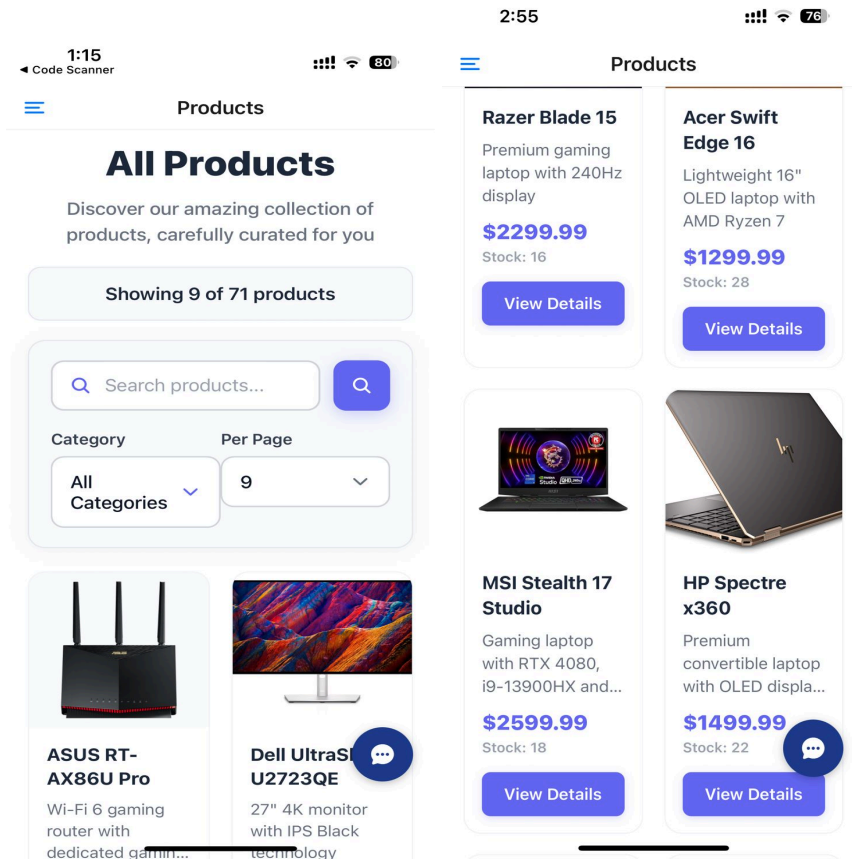 1:15
◀ Code Scanner
80
Products
All Products
Discover our amazing collection of
products, carefully curated for you
Showing 9 of 71 products
Search products...
Category
Per Page
All
Categories
9
ASUS RT-
AX86U Pro
Wi-Fi 6 gaming
router with
dedicated gamin...
Dell
U2723QE
27" 4K monitor
with IPS Black
technology
2:55
76
Products
Razer Blade 15
Premium gaming
laptop with 240Hz
display
$2299.99
Stock: 16
View Details
Acer Swift
Edge 16
Lightweight 16"
OLED laptop with
AMD Ryzen 7
$1299.99
Stock: 28
View Details
MSI Stealth 17
Studio
Gaming laptop
with RTX 4080,
i9-13900HX and...
$2599.99
Stock: 18
View Details
HP Spectre
x360
Premium
convertible laptop
with OLED displa...
$1499.99
Stock: 22
View Details